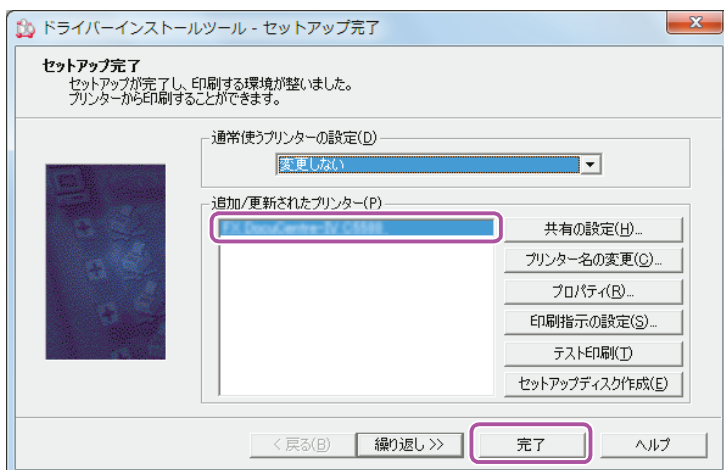 ドライバーインストールツール - セットアップ完了
セットアップ完了
セットアップが完了し、印刷する環境が整いました。
プリンターから印刷することができます。
通常使うプリンターの設定(D)
変更しない
追加/更新されたプリンター(P)
FX DocuCentre-IV C5580
共有の設定(H)...
プリンター名の変更(C)...
プロパティ(R)...
印刷指示の設定(S)...
テスト印刷(T)
セットアップディスク作成(E)
< 戻る(B)
繰り返し >>
完了
ヘルプ